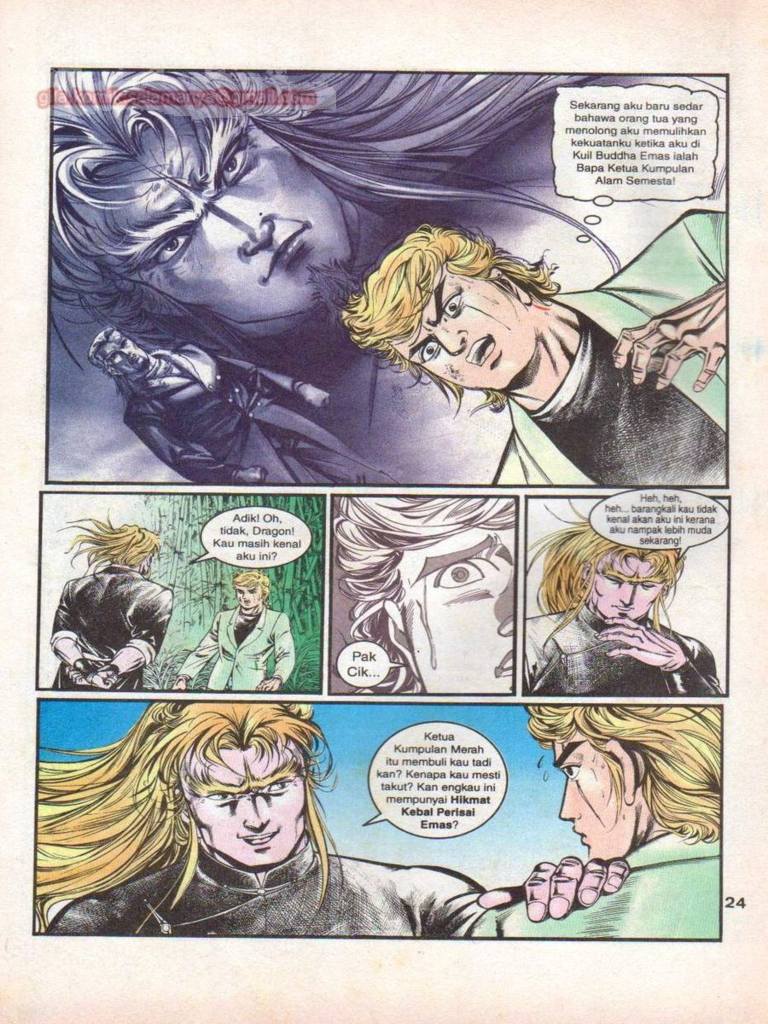 Sekarang aku baru sedar
bahawa orang tua yang
menolong aku memulihkan
kekuatanku ketika aku di
Kuil Buddha Emas ialah
Bapa Ketua Kumpulan
Alam Semesta!
Adik! Oh,
tidak, Dragon!
Kau masih kenal
aku ini?
Pak
Cik...
Heh, heh,
heh... barangkali kau tidak
kenal akan aku ini kerana
aku nampak lebih muda
sekarang!
Ketua
Kumpulan Merah
itu membuli kau tadi
kan? Kenapa kau mesti
takut? Kan engkau ini
mempunyai Hikmat
Kebal Perisai
Emas?
24